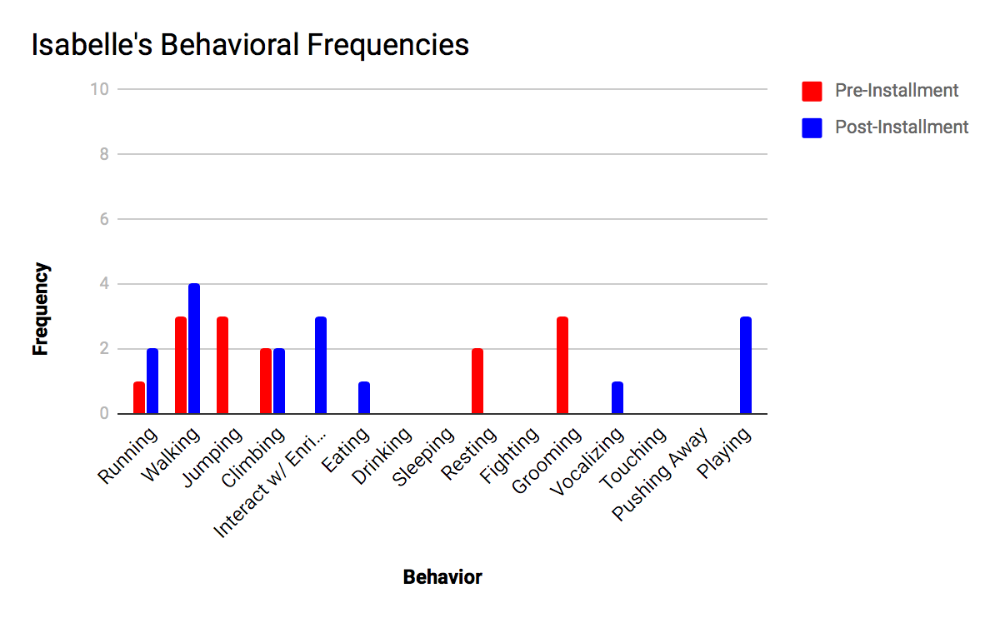 Isabelle's Behavioral Frequencies
Pre-Installment
Post-Installment
10
8
6
4
2
0
Frequency
Running
Walking
Jumping
Climbing
Interact w/ Enri...
Eating
Drinking
Sleeping
Resting
Fighting
Grooming
Vocalizing
Touching
Pushing Away
Playing
Behavior